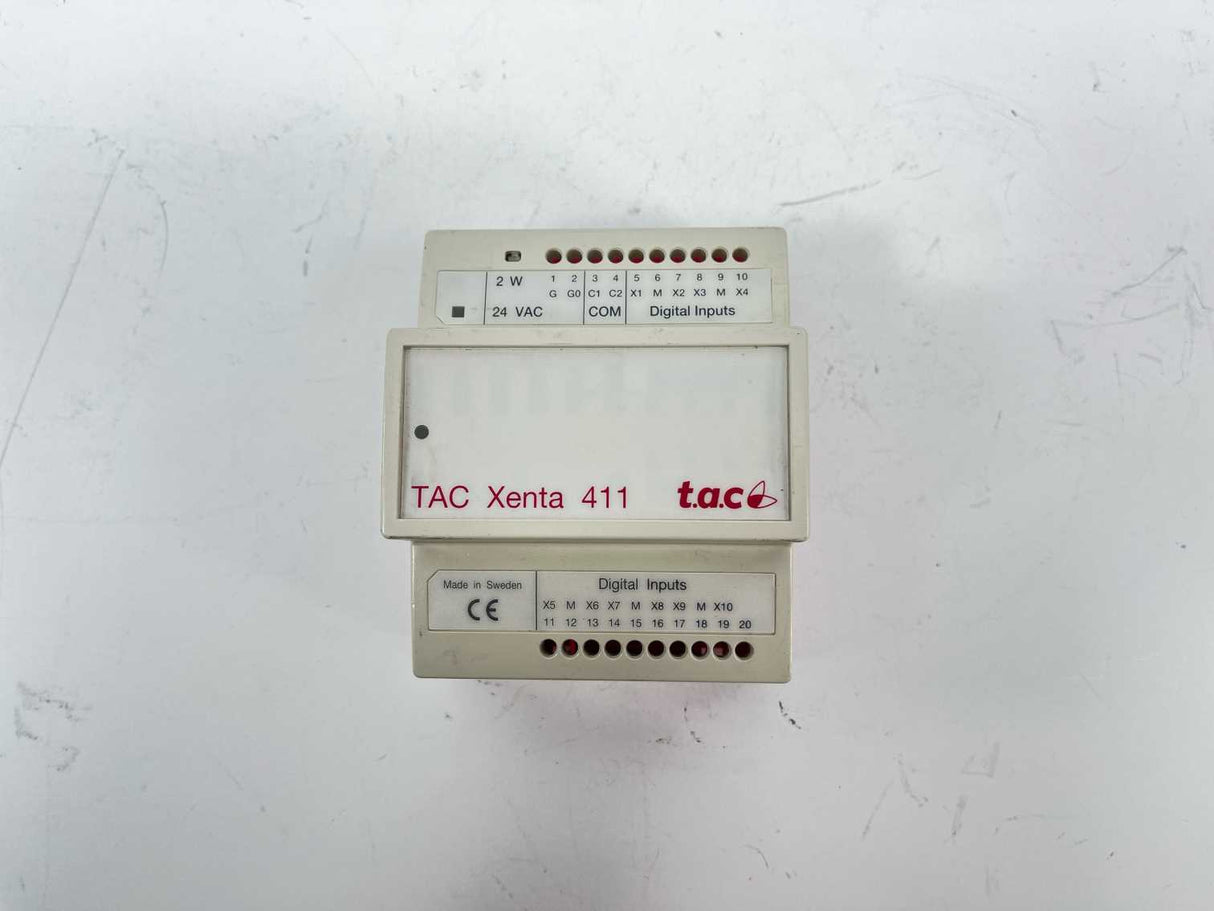 2 W 1 2 3 4 5 6 7 8 9 10
G G0 C1 C2 X1 M X2 X3 M X4
24 VAC COM Digital Inputs
TAC Xenta 411 t.a.c
Made in Sweden Digital Inputs
CE X5 M X6 X7 M X8 X9 M X10
11 12 13 14 15 16 17 18 19 20